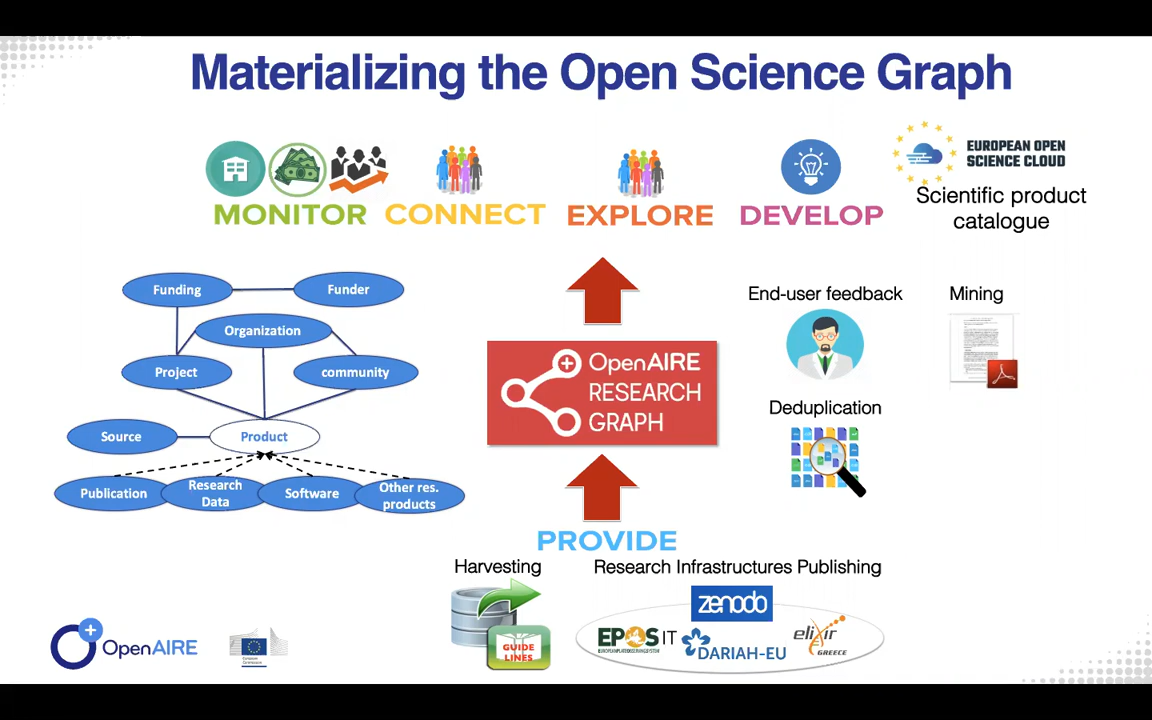 Materializing the Open Science Graph
MONITOR
CONNECT
EXPLORE
DEVELOP
EUROPEAN OPEN
SCIENCE CLOUD
Scientific product
catalogue
Funding
Funder
Organization
Project
community
Source
Product
Publication
Research
Data
Software
Other res.
products
OpenAIRE
RESEARCH
GRAPH
End-user feedback
Mining
Deduplication
PROVIDE
Harvesting
GUIDE
LINES
Research Infrastructures Publishing
zenodo
EPOS IT
DARIAH-EU
elixir
GREECE
OpenAIRE
European
Commission